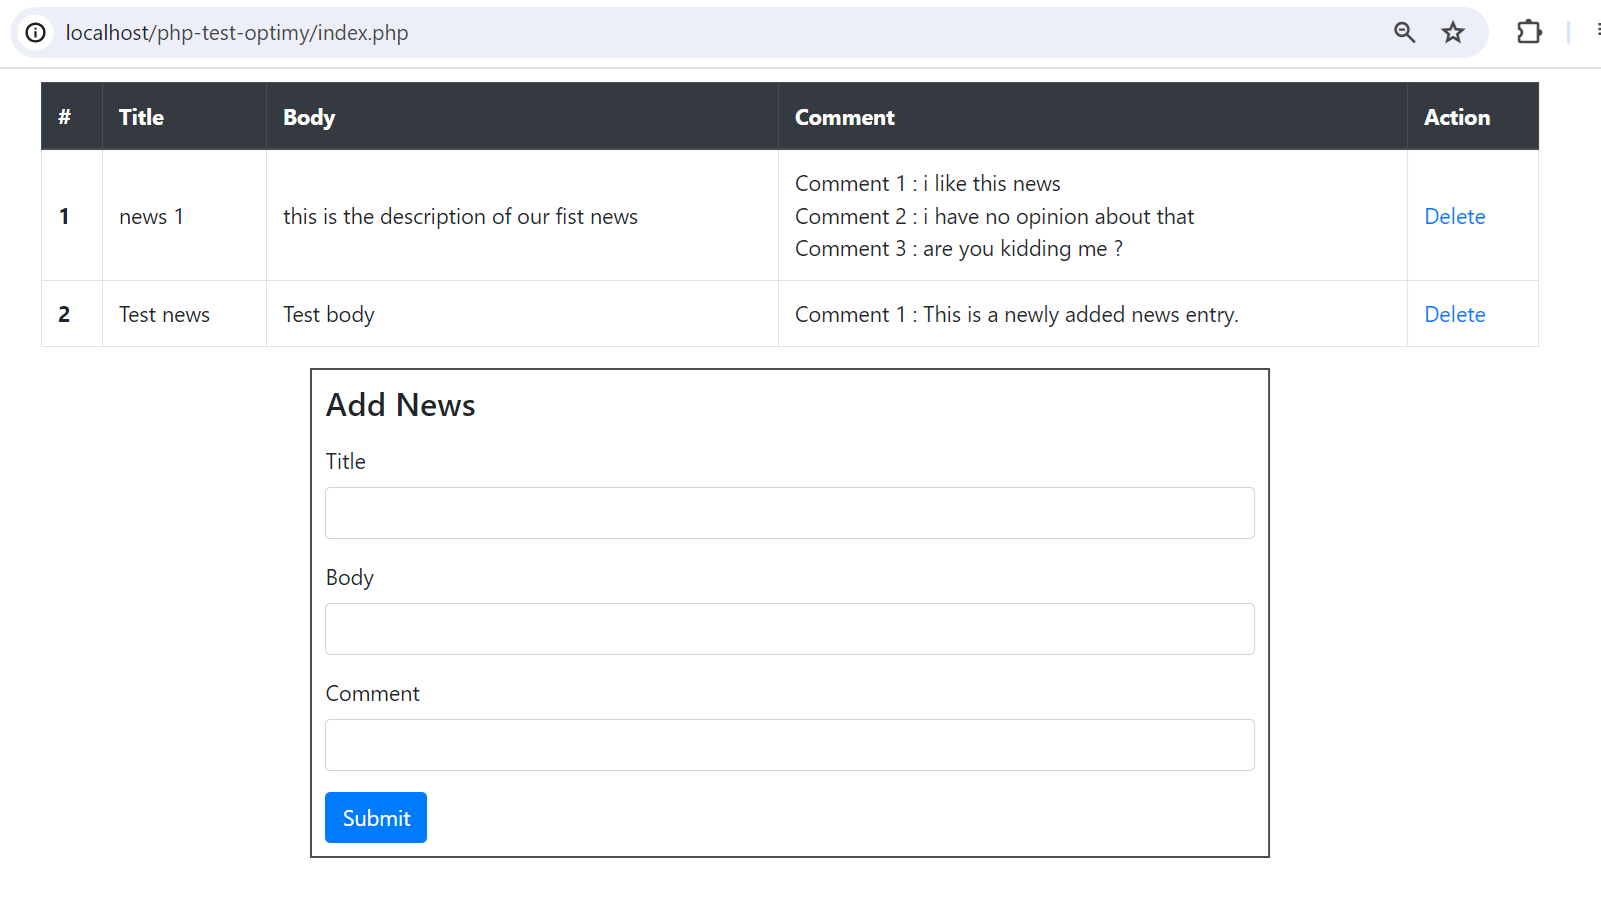 localhost/php-test-optimy/index.php
# Title Body Comment Action
1 news 1 this is the description of our fist news Comment 1 : i like this news
Comment 2 : i have no opinion about that
Comment 3 : are you kidding me ?
Delete
2 Test news Test body Comment 1 : This is a newly added news entry. Delete
Add News
Title
Body
Comment
Submit